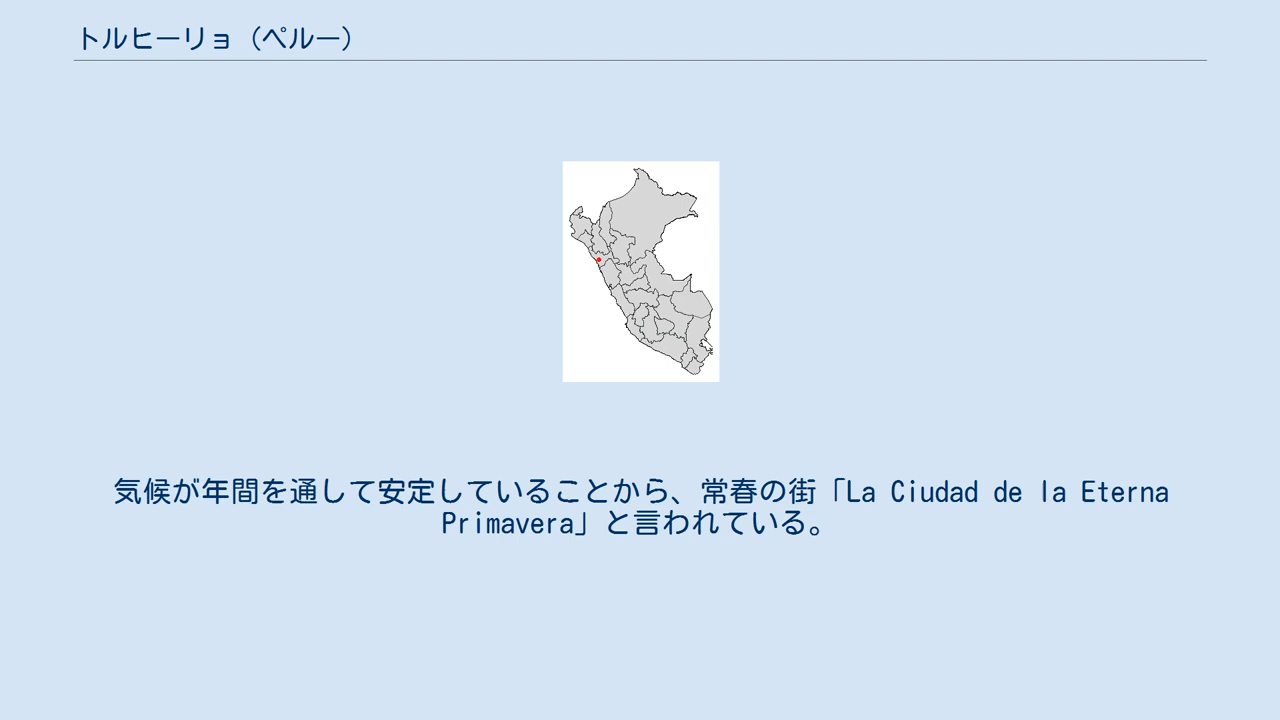 トルヒーリョ（ペルー）
気候が年間を通して安定していることから、常春の街「La Ciudad de la Eterna
Primavera」と言われている。